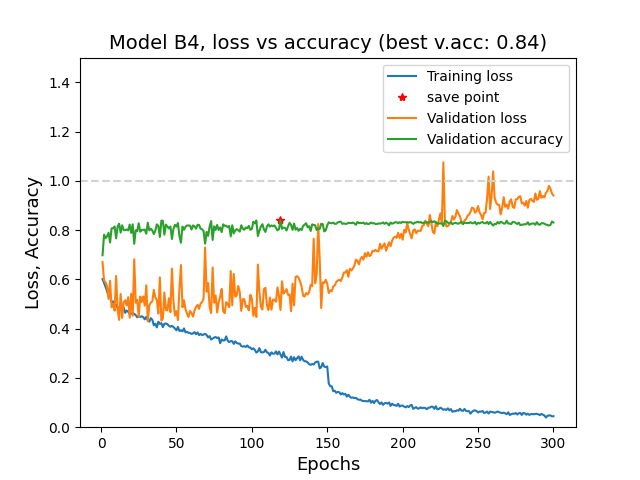 Model B4, loss vs accuracy (best v.acc: 0.84)
Training loss
save point
Validation loss
Validation accuracy
Loss, Accuracy
1.4
1.2
1.0
0.8
0.6
0.4
0.2
0.0
0 50 100 150 200 250 300
Epochs